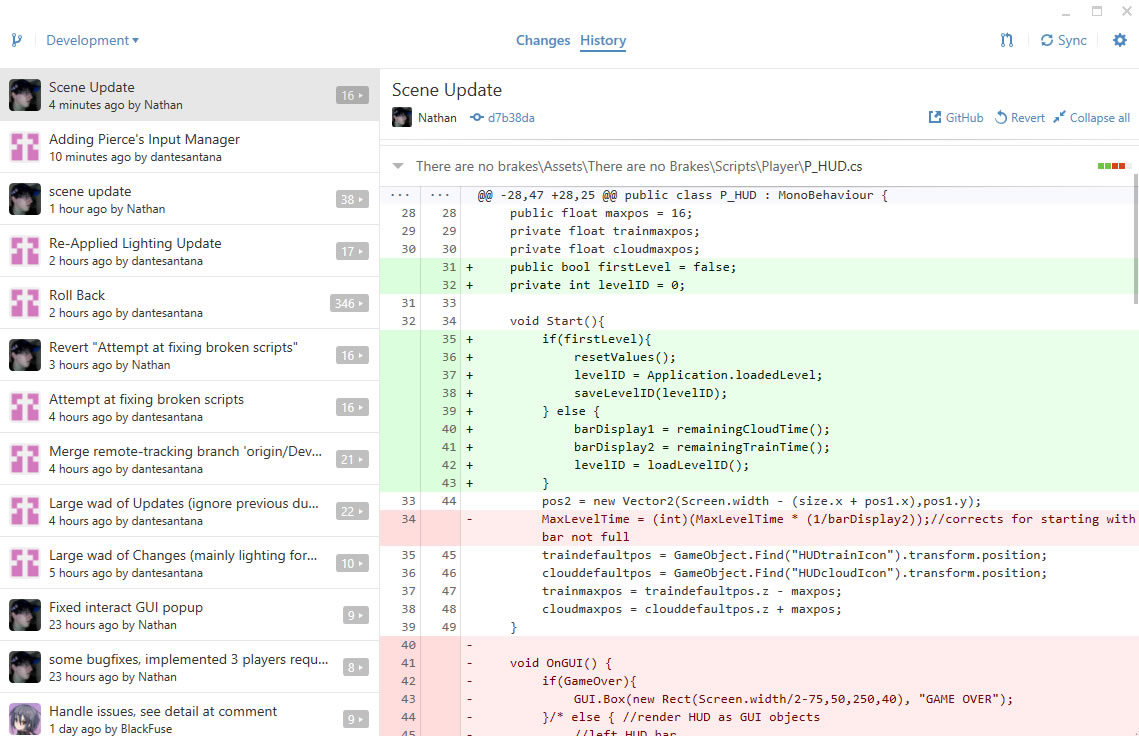 Development
Changes History
Sync
Scene Update
4 minutes ago by Nathan
16
Adding Pierce's Input Manager
10 minutes ago by dantesantana
scene update
1 hour ago by Nathan
38
Re-Applied Lighting Update
2 hours ago by dantesantana
17
Roll Back
2 hours ago by dantesantana
346
Revert "Attempt at fixing broken scripts"
3 hours ago by Nathan
16
Attempt at fixing broken scripts
4 hours ago by dantesantana
16
Merge remote-tracking branch 'origin/Dev...
4 hours ago by dantesantana
21
Large wad of Updates (ignore previous du...
4 hours ago by dantesantana
22
Large wad of Changes (mainly lighting for...
5 hours ago by dantesantana
10
Fixed interact GUI popup
23 hours ago by Nathan
9
some bugfixes, implemented 3 players requ...
23 hours ago by Nathan
8
Handle issues, see detail at comment
1 day ago by BlackFuse
9
Scene Update
Nathan d7b38da
GitHub Revert Collapse all
There are no brakes\Assets\There are no Brakes\Scripts\Player\P_HUD.cs
... ... @@ -28,47 +28,25 @@ public class P_HUD : MonoBehaviour {
28 28 public float maxpos = 16;
29 29 private float trainmaxpos;
30 30 private float cloudmaxpos;
31 + public bool firstLevel = false;
32 + private int levelID = 0;
31 33
32 34 void Start(){
35 + if(firstLevel){
36 + resetValues();
37 + levelID = Application.loadedLevel;
38 + saveLevelID(levelID);
39 + } else {
40 + barDisplay1 = remainingCloudTime();
41 + barDisplay2 = remainingTrainTime();
42 + levelID = loadLevelID();
43 + }
33 44 pos2 = new Vector2(Screen.width - (size.x + pos1.x),pos1.y);
34 - MaxLevelTime = (int)(MaxLevelTime * (1/barDisplay2));//corrects for starting with
bar not full
35 45 traindefaultpos = GameObject.Find("HUDtrainIcon").transform.position;
36 46 clouddefaultpos = GameObject.Find("HUDcloudIcon").transform.position;
37 47 trainmaxpos = traindefaultpos.z - maxpos;
38 48 cloudmaxpos = clouddefaultpos.z + maxpos;
39 49 }
40 -
41 - void OnGUI() {
42 - if(GameOver){
43 - GUI.Box(new Rect(Screen.width/2-75,50,250,40), "GAME OVER");
44 - }/* else { //render HUD as GUI objects
45 - //left HUD bar